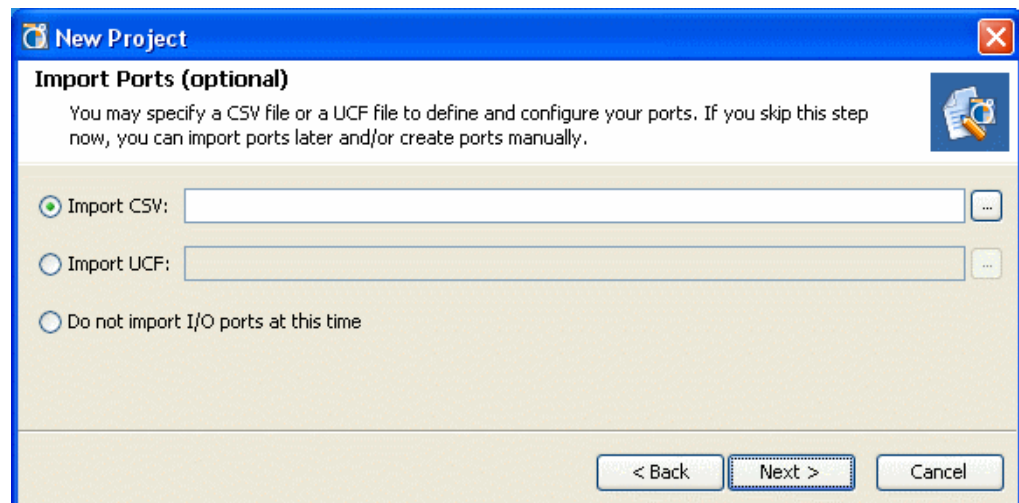 New Project
Import Ports (optional)
You may specify a CSV file or a UCF file to define and configure your ports. If you skip this step
now, you can import ports later and/or create ports manually.
Import CSV:
...
Import UCF:
...
Do not import I/O ports at this time
< Back
Next >
Cancel